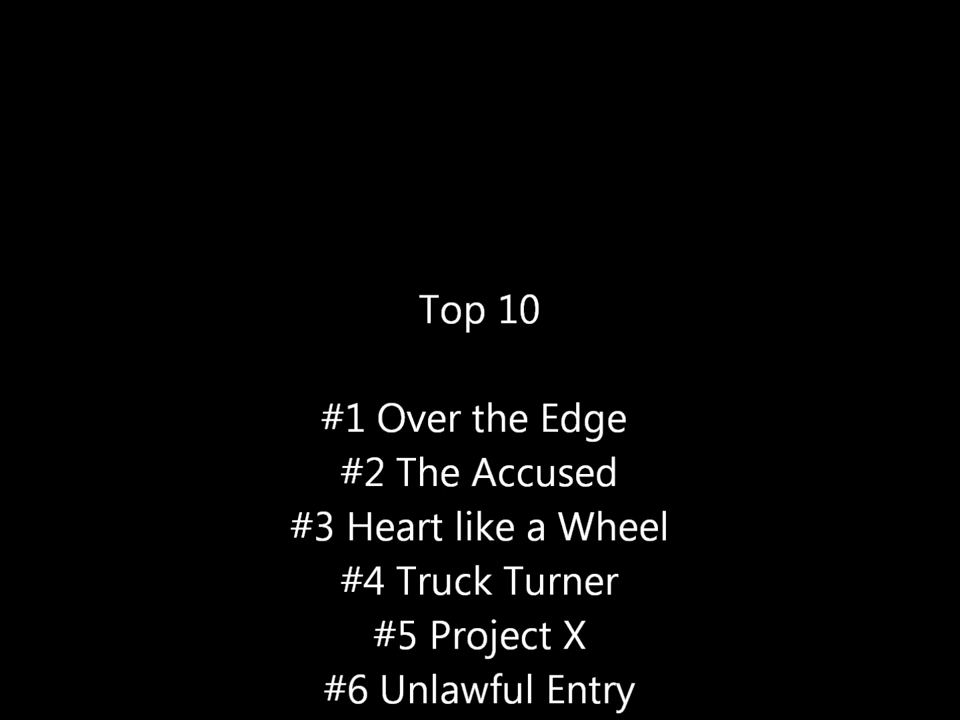 Top 10
#1 Over the Edge
#2 The Accused
#3 Heart like a Wheel
#4 Truck Turner
#5 Project X
#6 Unlawful Entry